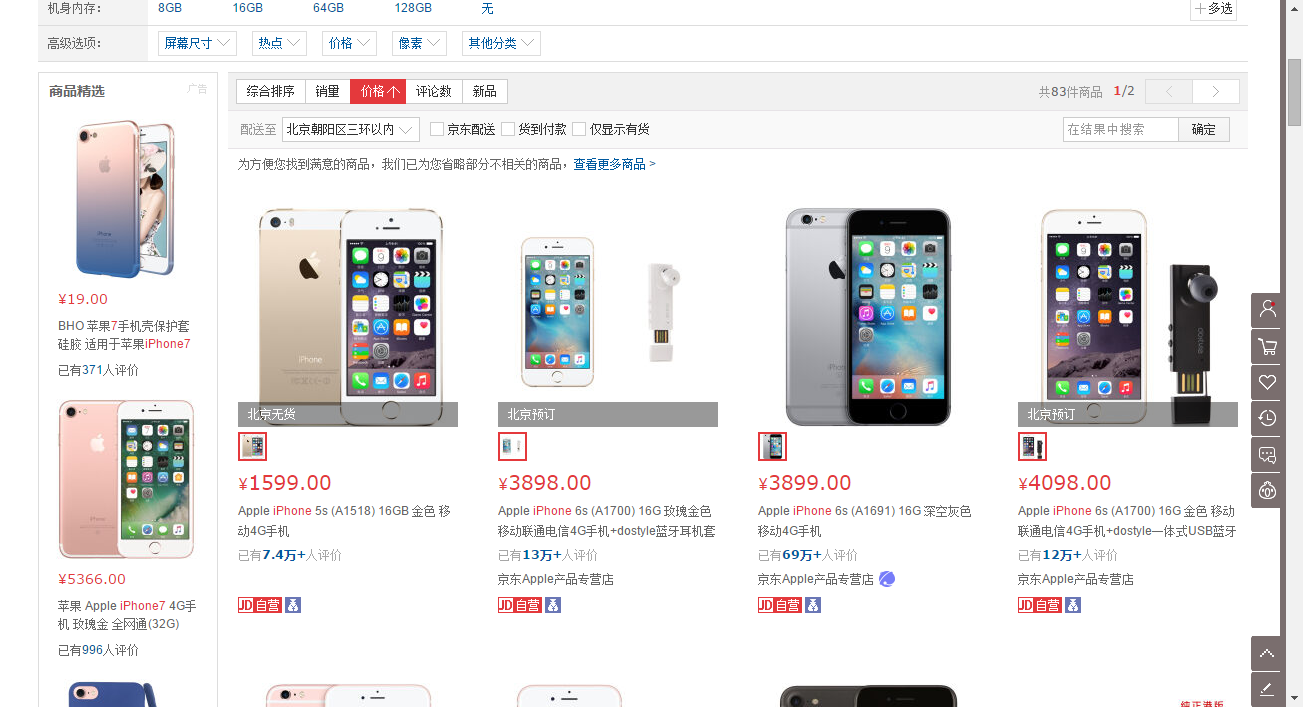 机身内存： 8GB 16GB 64GB 128GB 无 多选
高级选项： 屏幕尺寸 热点 价格 像素 其他分类
商品精选 广告
综合排序 销量 价格 评论数 新品 共83件商品 1/2
配送至 北京朝阳区三环以内 京东配送 货到付款 仅显示有货 在结果中搜索 确定
为方便您找到满意的商品，我们已为您省略部分不相关的商品，查看更多商品 >
¥19.00
BHO 苹果7手机壳保护套
硅胶 适用于苹果iPhone7
已有371人评价
¥5366.00
苹果 Apple iPhone7 4G手
机 玫瑰金 全网通(32G)
已有996人评价
北京无货
¥1599.00
Apple iPhone 5s (A1518) 16GB 金色 移
动4G手机
已有7.4万+人评价
JD自营
北京预订
¥3898.00
Apple iPhone 6s (A1700) 16G 玫瑰金色
移动联通电信4G手机+dostyle蓝牙耳机套
已有13万+人评价
京东Apple产品专营店
JD自营
¥3899.00
Apple iPhone 6s (A1691) 16G 深空灰色
移动4G手机
已有69万+人评价
京东Apple产品专营店
JD自营
北京预订
¥4098.00
Apple iPhone 6s (A1700) 16G 金色 移动
联通电信4G手机+dostyle一体式USB蓝牙
已有12万+人评价
京东Apple产品专营店
JD自营
纯正港版